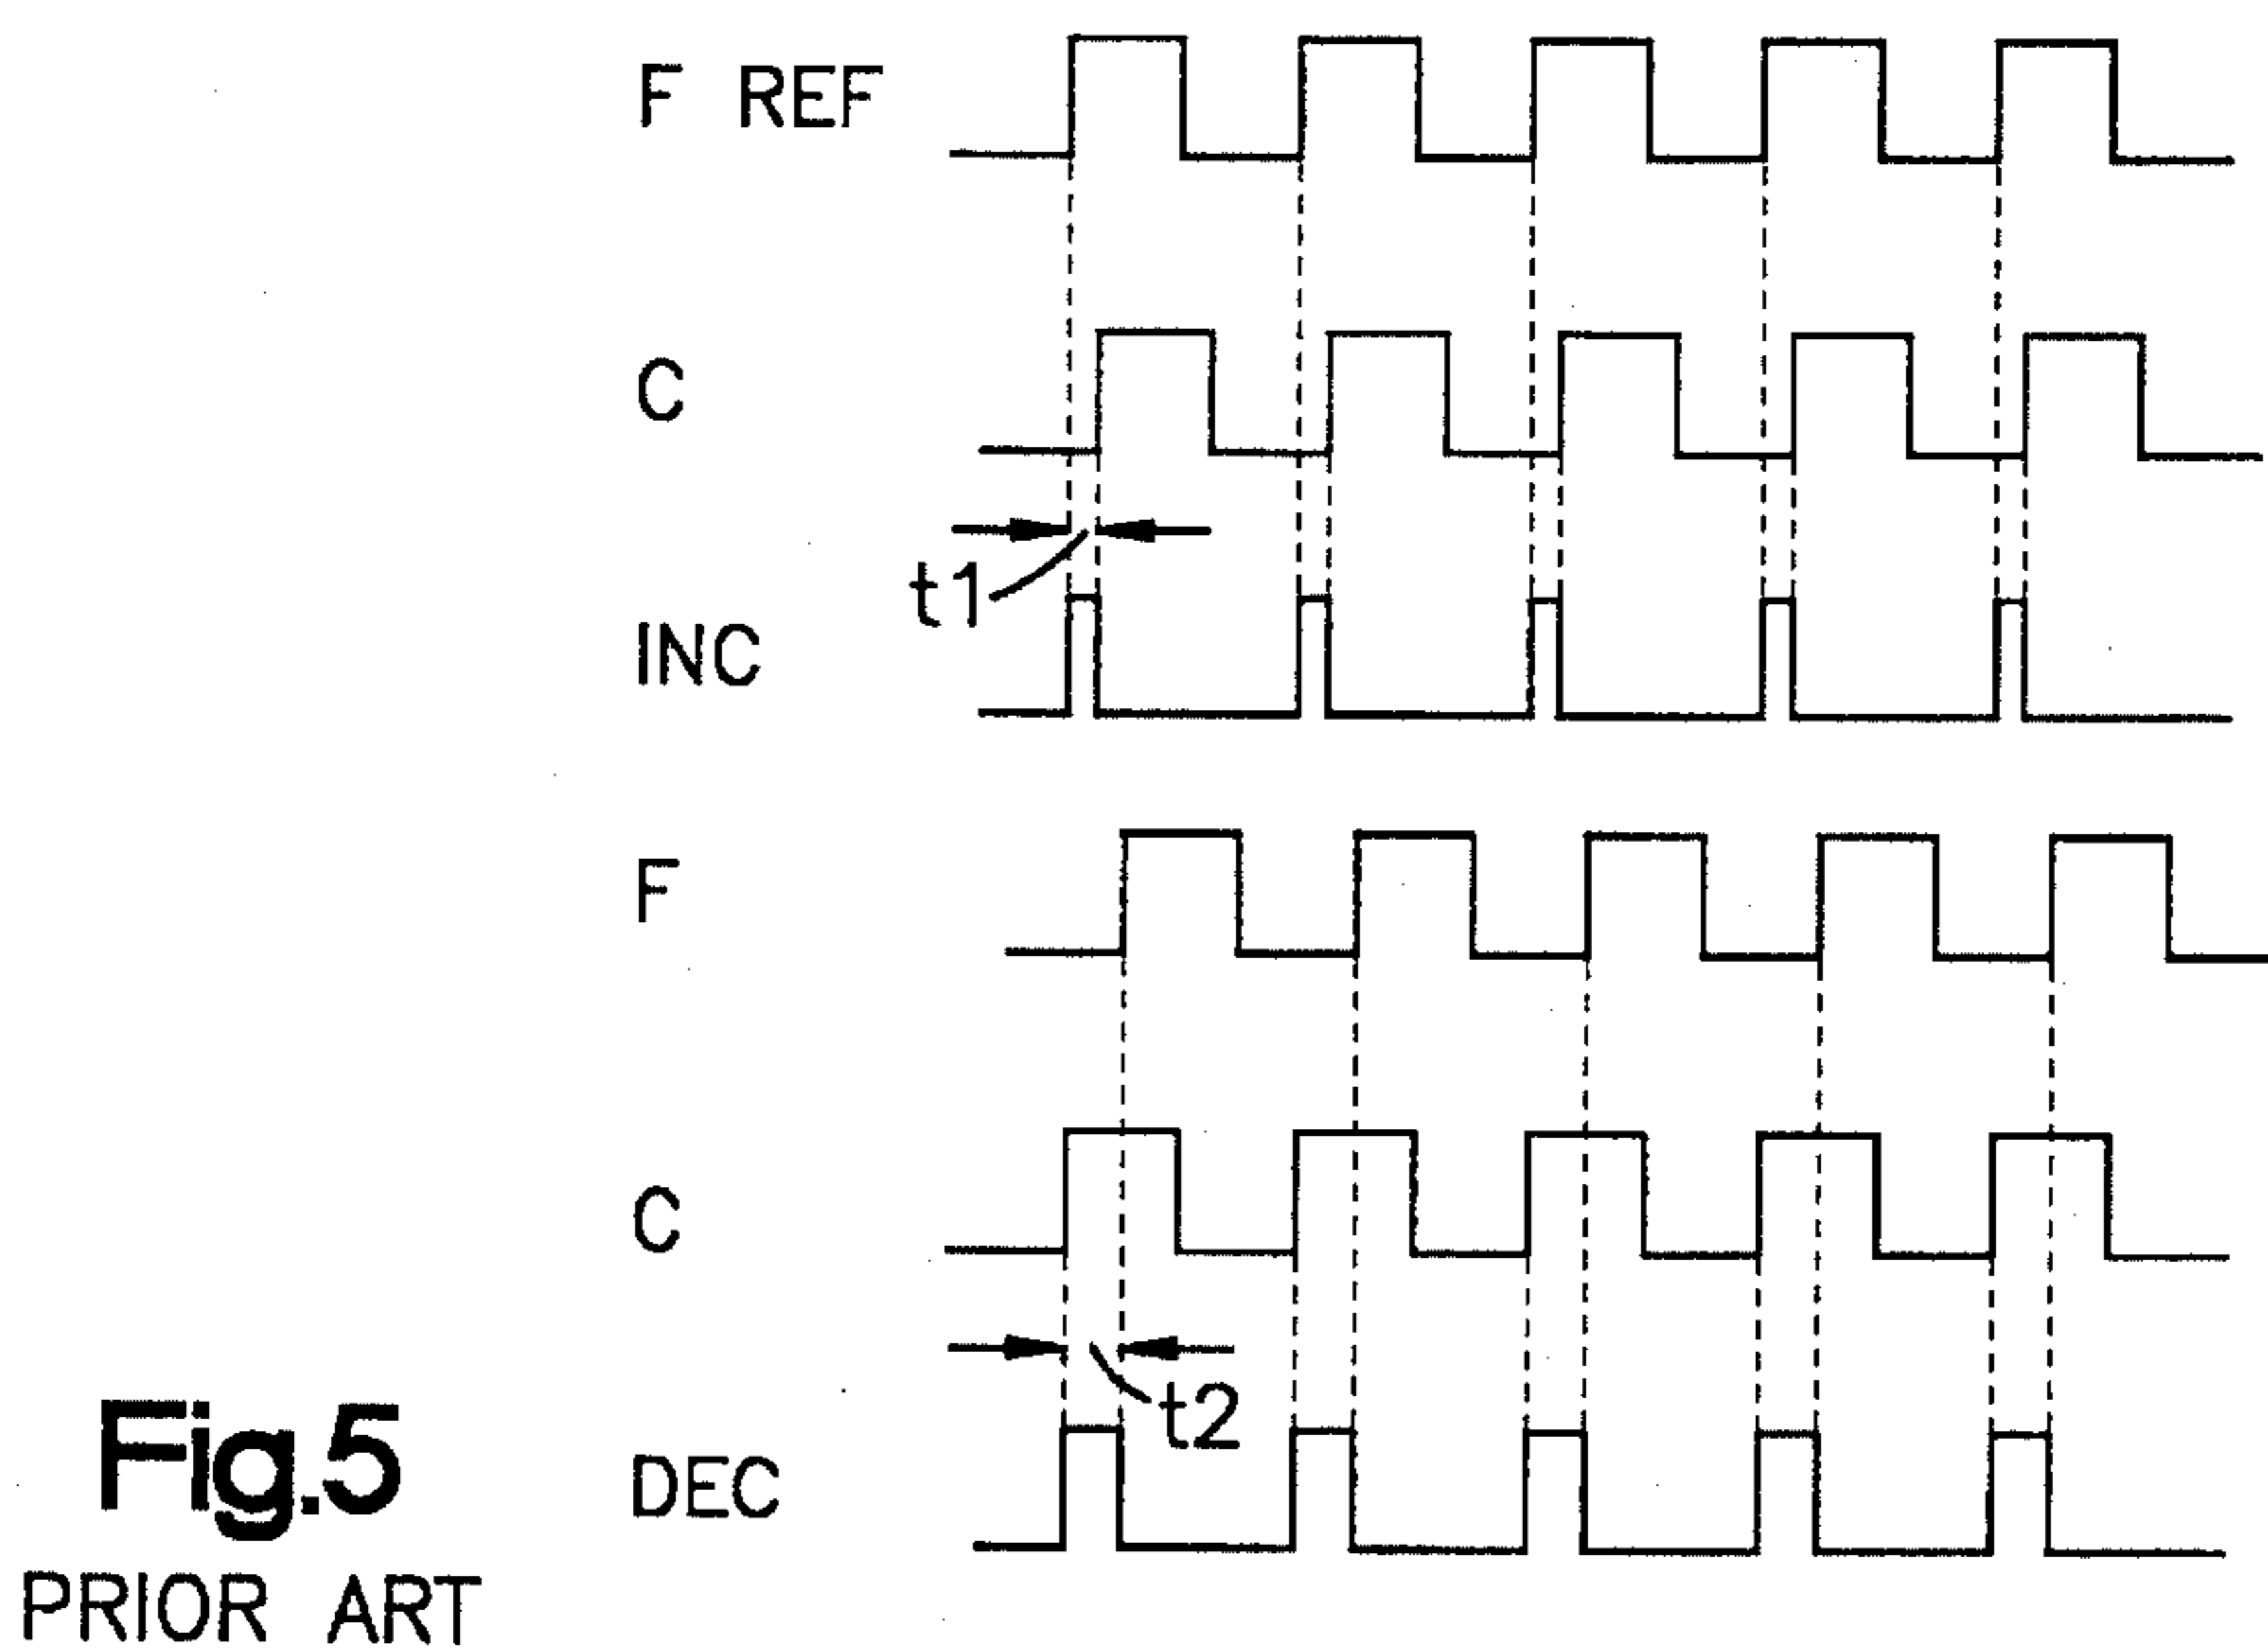 F REF
C
t1
INC
F
C
t2
DEC
Fig.5
PRIOR ART